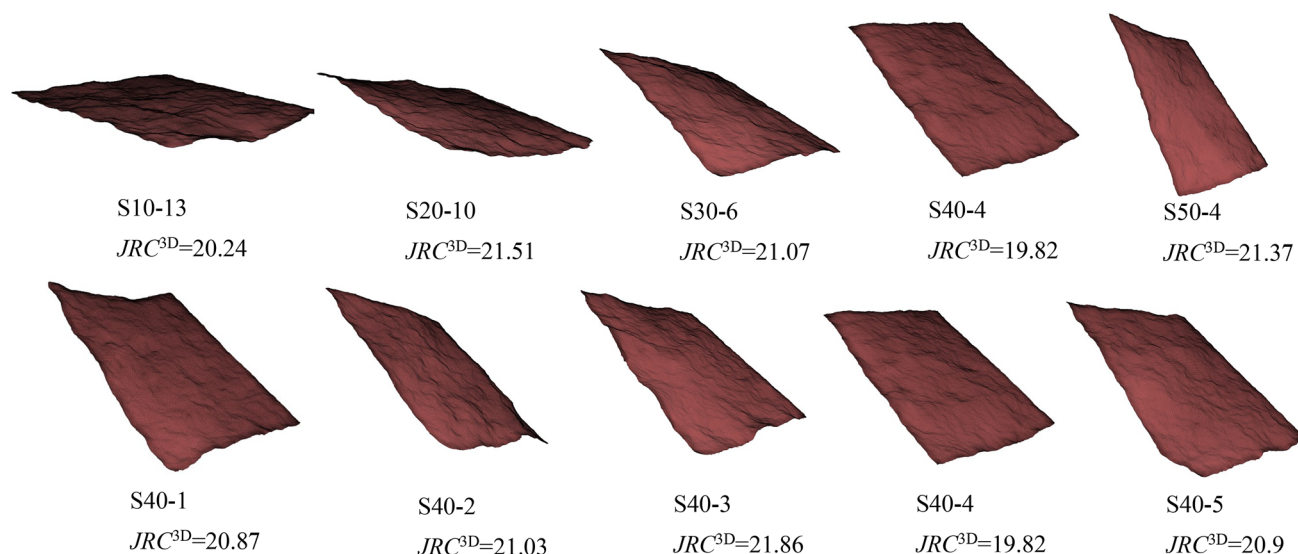 S10-13 S20-10 S30-6 S40-4 S50-4
JRC³ᴰ=20.24 JRC³ᴰ=21.51 JRC³ᴰ=21.07 JRC³ᴰ=19.82 JRC³ᴰ=21.37
S40-1 S40-2 S40-3 S40-4 S40-5
JRC³ᴰ=20.87 JRC³ᴰ=21.03 JRC³ᴰ=21.86 JRC³ᴰ=19.82 JRC³ᴰ=20.9